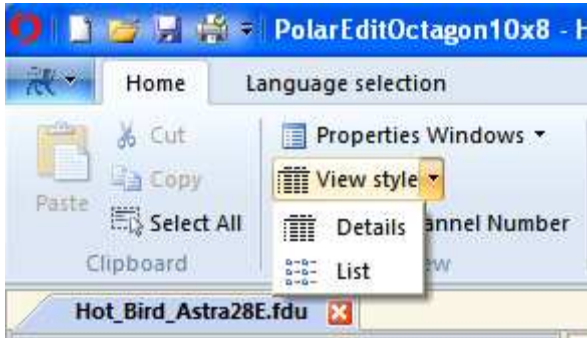 PolarEditOctagon10x8 - H
Home Language selection
Cut
Copy
Paste
Select All
Clipboard
Properties Windows
View style
Details
annel Number
List
ew
Hot_Bird_Astra28E.fdu